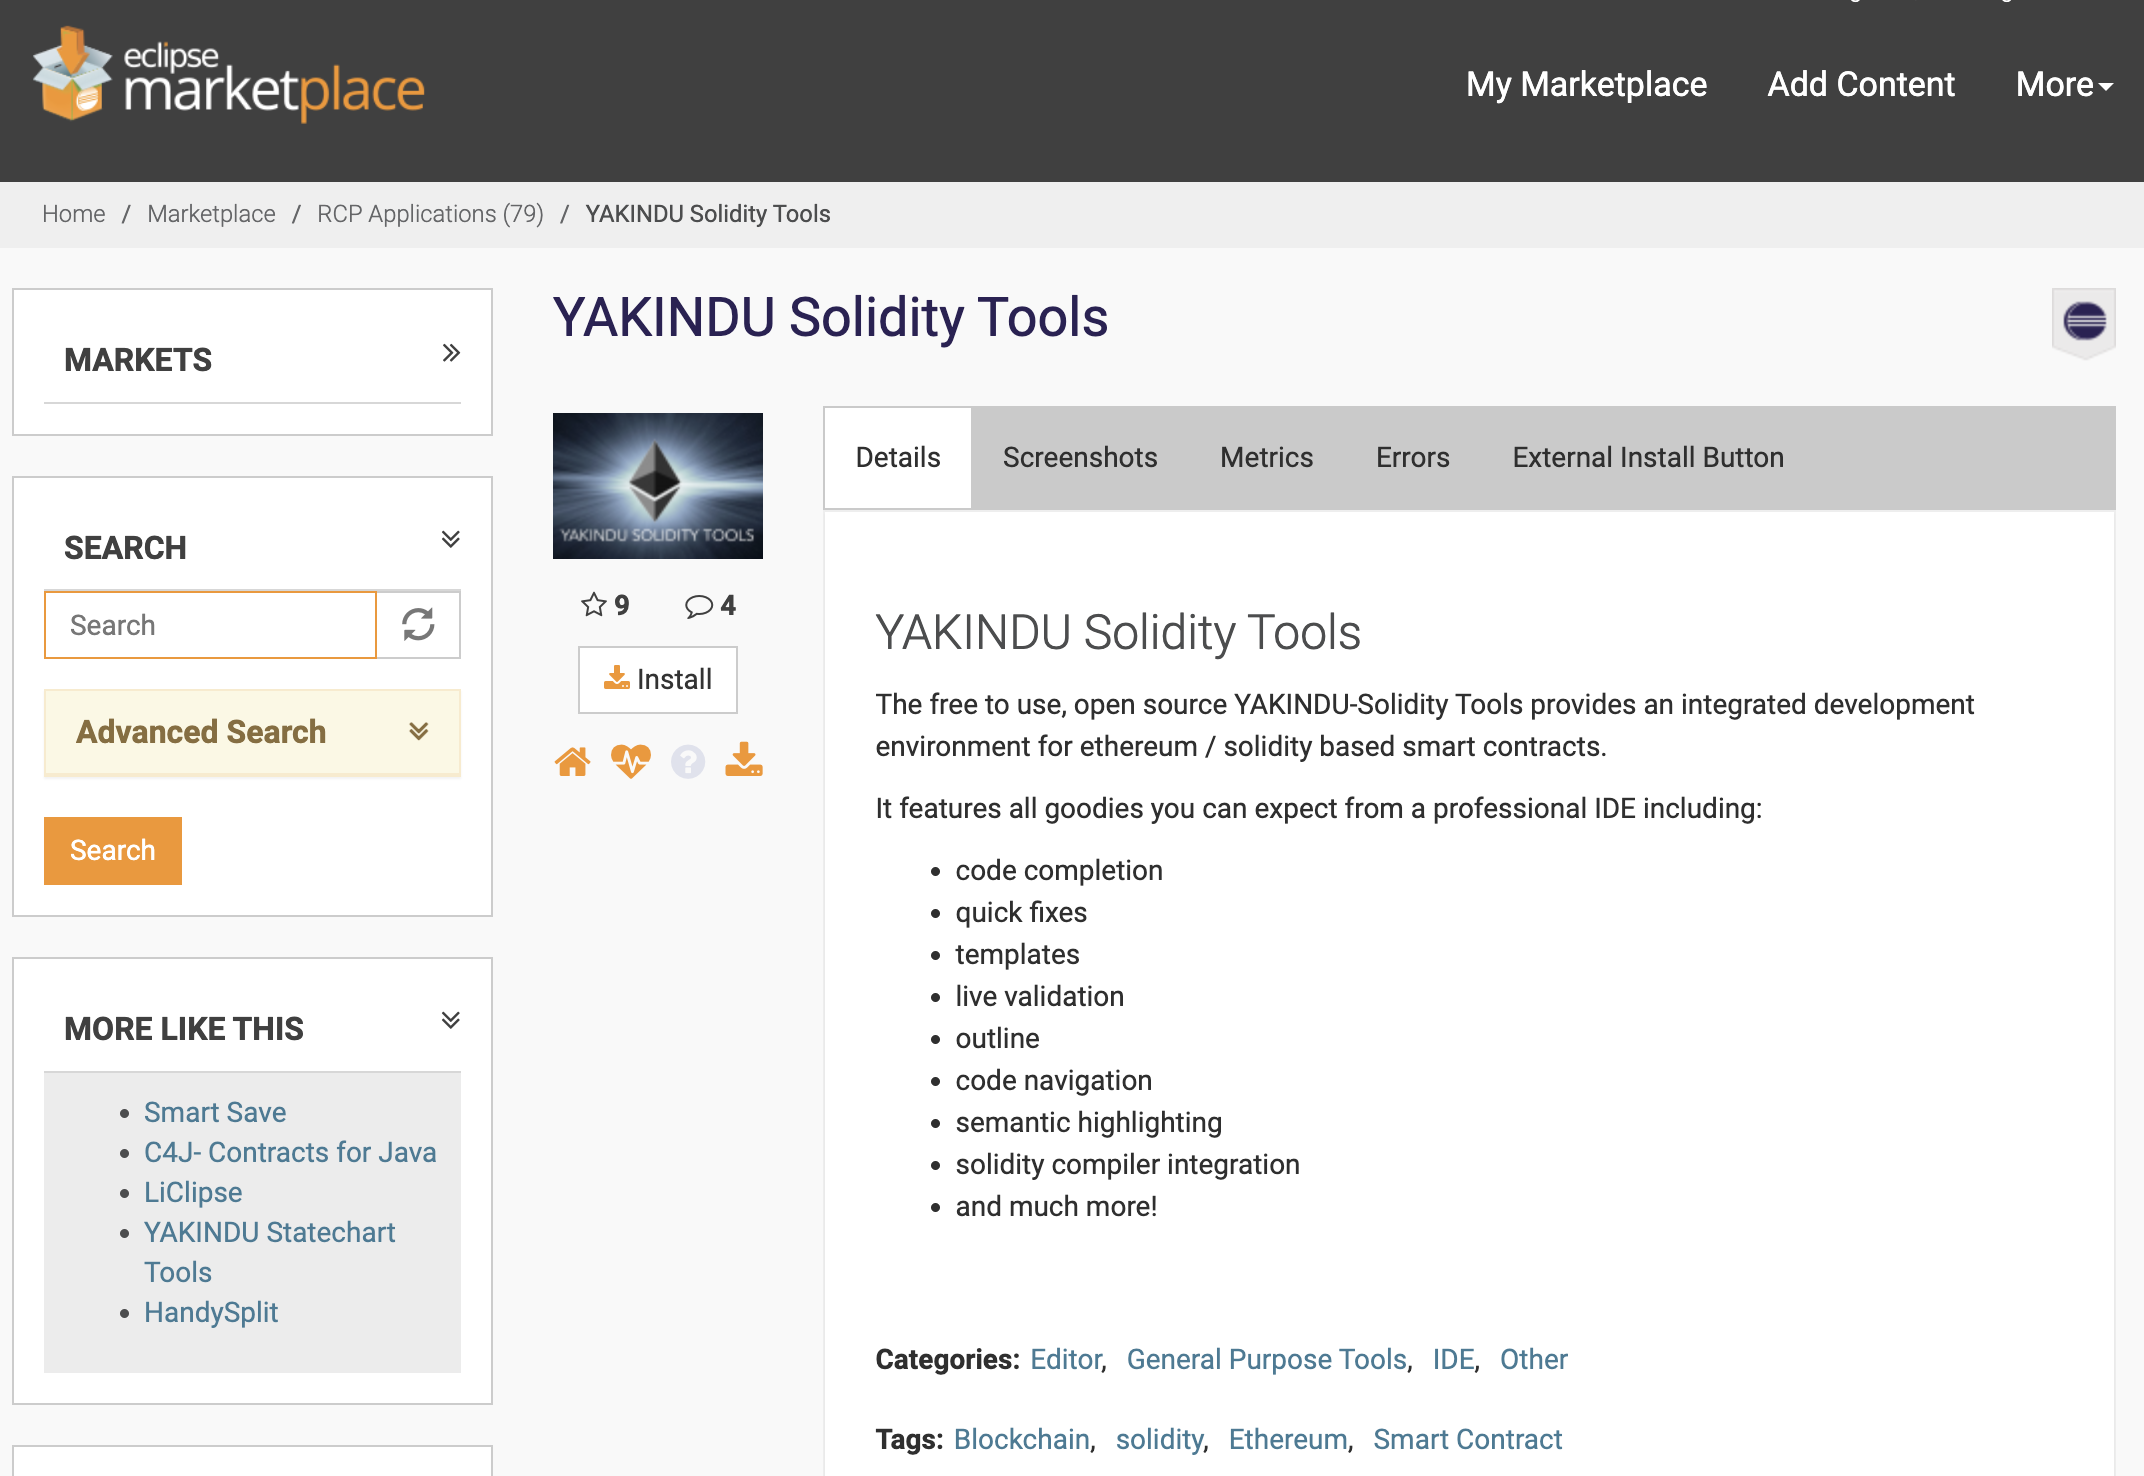 eclipse
marketplace
My Marketplace
Add Content
More
Home / Marketplace / RCP Applications (79) / YAKINDU Solidity Tools
MARKETS
SEARCH
Search
Advanced Search
Search
MORE LIKE THIS
Smart Save
C4J- Contracts for Java
LiClipse
YAKINDU Statechart
Tools
HandySplit
YAKINDU Solidity Tools
YAKINDU SOLIDITY TOOLS
9
4
Install
?
Details
Screenshots
Metrics
Errors
External Install Button
YAKINDU Solidity Tools
The free to use, open source YAKINDU-Solidity Tools provides an integrated development
environment for ethereum / solidity based smart contracts.
It features all goodies you can expect from a professional IDE including:
• code completion
• quick fixes
• templates
• live validation
• outline
• code navigation
• semantic highlighting
• solidity compiler integration
• and much more!
Categories: Editor, General Purpose Tools, IDE, Other
Tags: Blockchain, solidity, Ethereum, Smart Contract